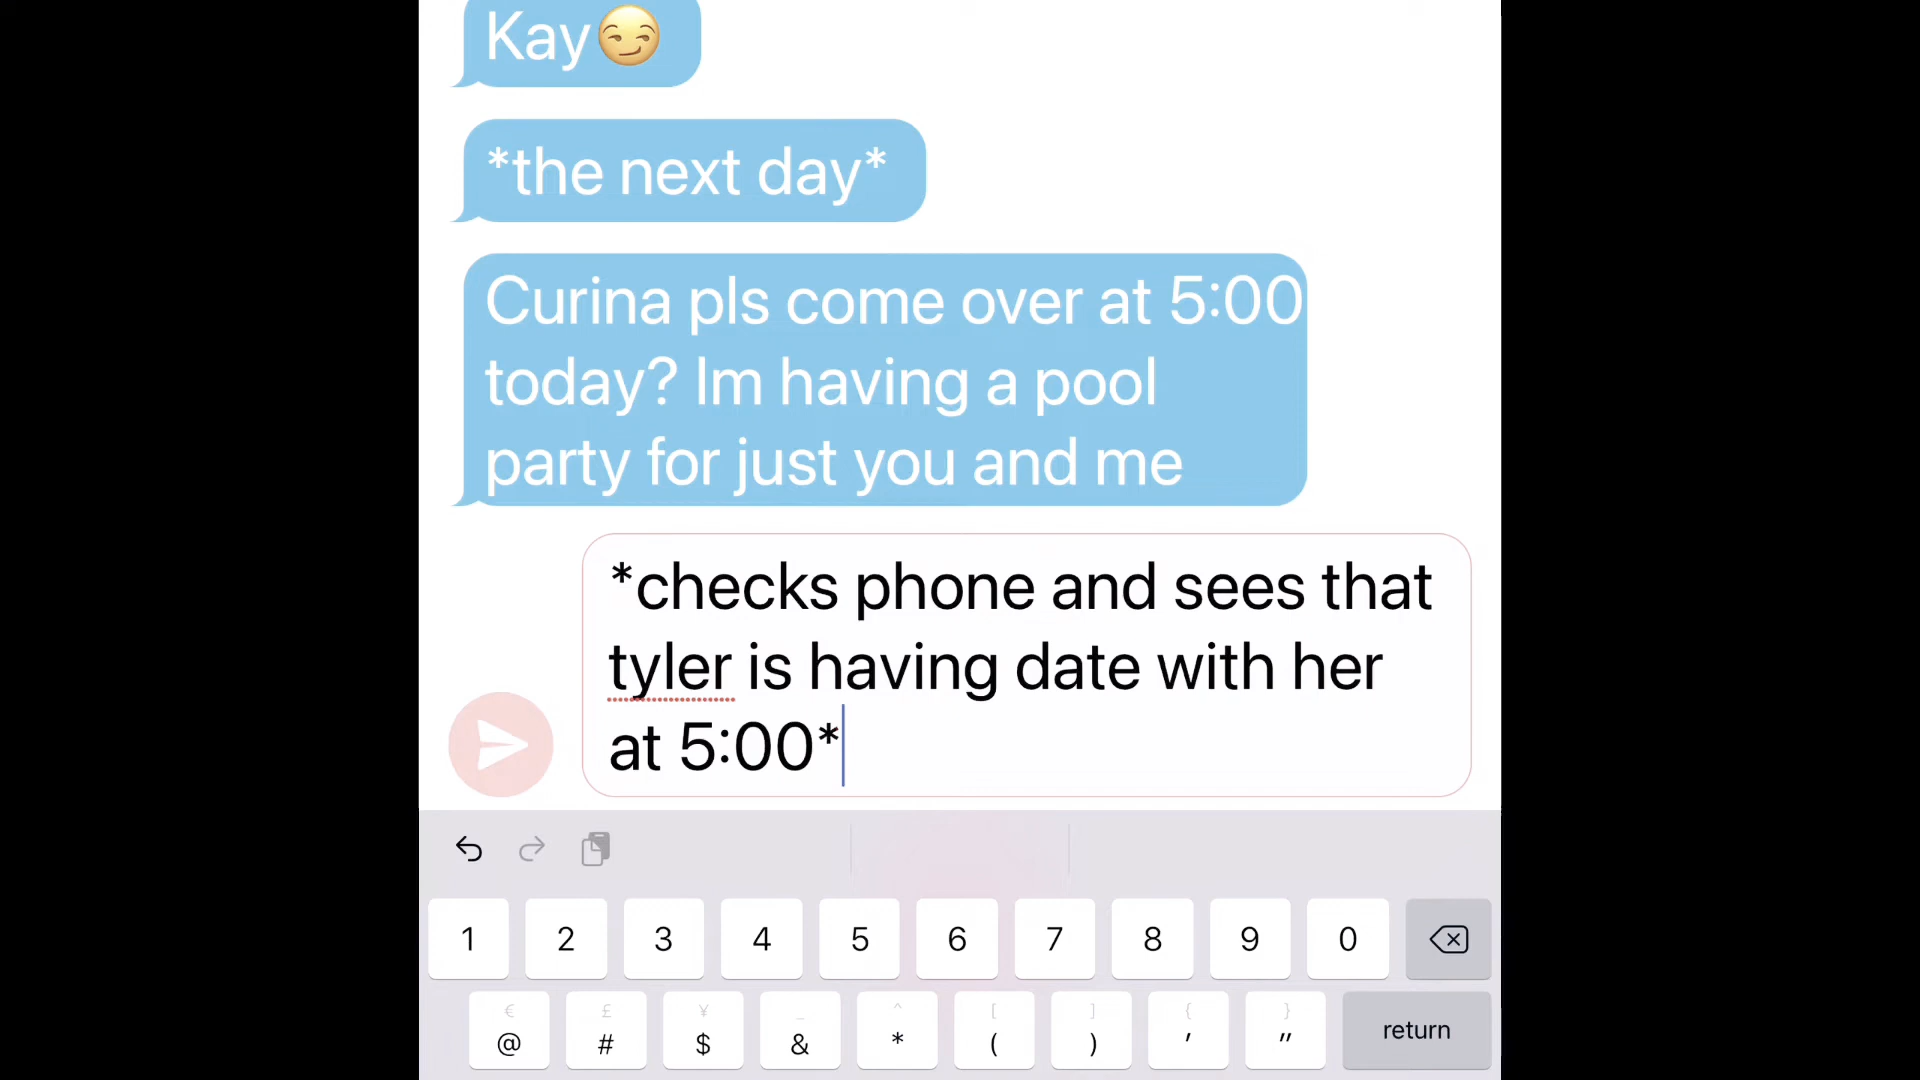 Kay😏
*the next day*
Curina pls come over at 5:00
today? Im having a pool
party for just you and me
*checks phone and sees that
tyler is having date with her
at 5:00*
1 2 3 4 5 6 7 8 9 0
€ £ ¥ _ ^ [ ] { }
@ # $ & * ( ) ' " return